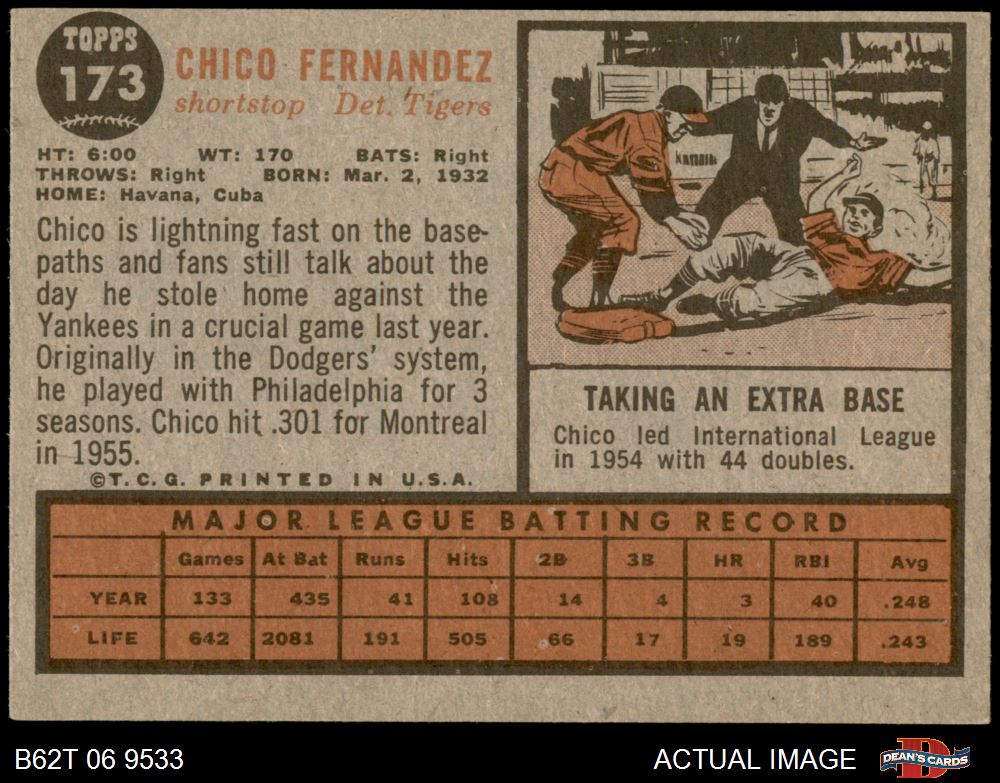 TOPPS
173
CHICO FERNANDEZ
shortstop Det. Tigers
HT: 6:00 WT: 170 BATS: Right
THROWS: Right BORN: Mar. 2, 1932
HOME: Havana, Cuba
Chico is lightning fast on the base-
paths and fans still talk about the
day he stole home against the
Yankees in a crucial game last year.
Originally in the Dodgers' system,
he played with Philadelphia for 3
seasons. Chico hit .301 for Montreal
in 1955.
©T.C.G. PRINTED IN U.S.A.
TAKING AN EXTRA BASE
Chico led International League
in 1954 with 44 doubles.
MAJOR LEAGUE BATTING RECORD
Games At Bat Runs Hits 2B 3B HR RBI Avg
YEAR 133 435 41 108 14 4 3 40 .248
LIFE 642 2081 191 505 66 17 19 189 .243
B62T 06 9533 ACTUAL IMAGE DEAN'S CARDS